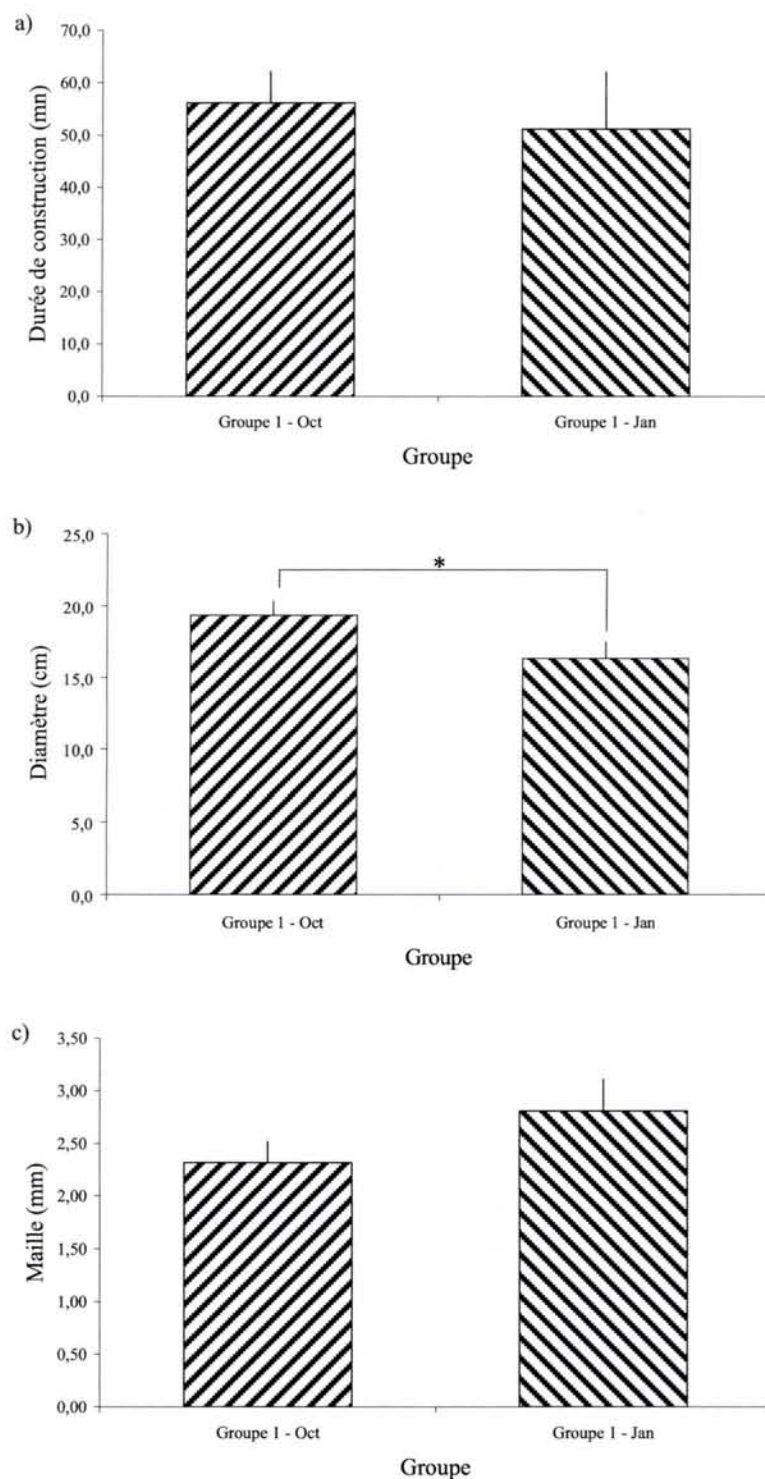 a)
70,0
60,0
50,0
40,0
30,0
20,0
10,0
0,0
Durée de construction (mn)
Groupe 1 - Oct
Groupe 1 - Jan
Groupe
b)
25,0
20,0
15,0
10,0
5,0
0,0
Diamètre (cm)
*
Groupe 1 - Oct
Groupe 1 - Jan
Groupe
c)
3,50
3,00
2,50
2,00
1,50
1,00
0,50
0,00
Maille (mm)
Groupe 1 - Oct
Groupe 1 - Jan
Groupe